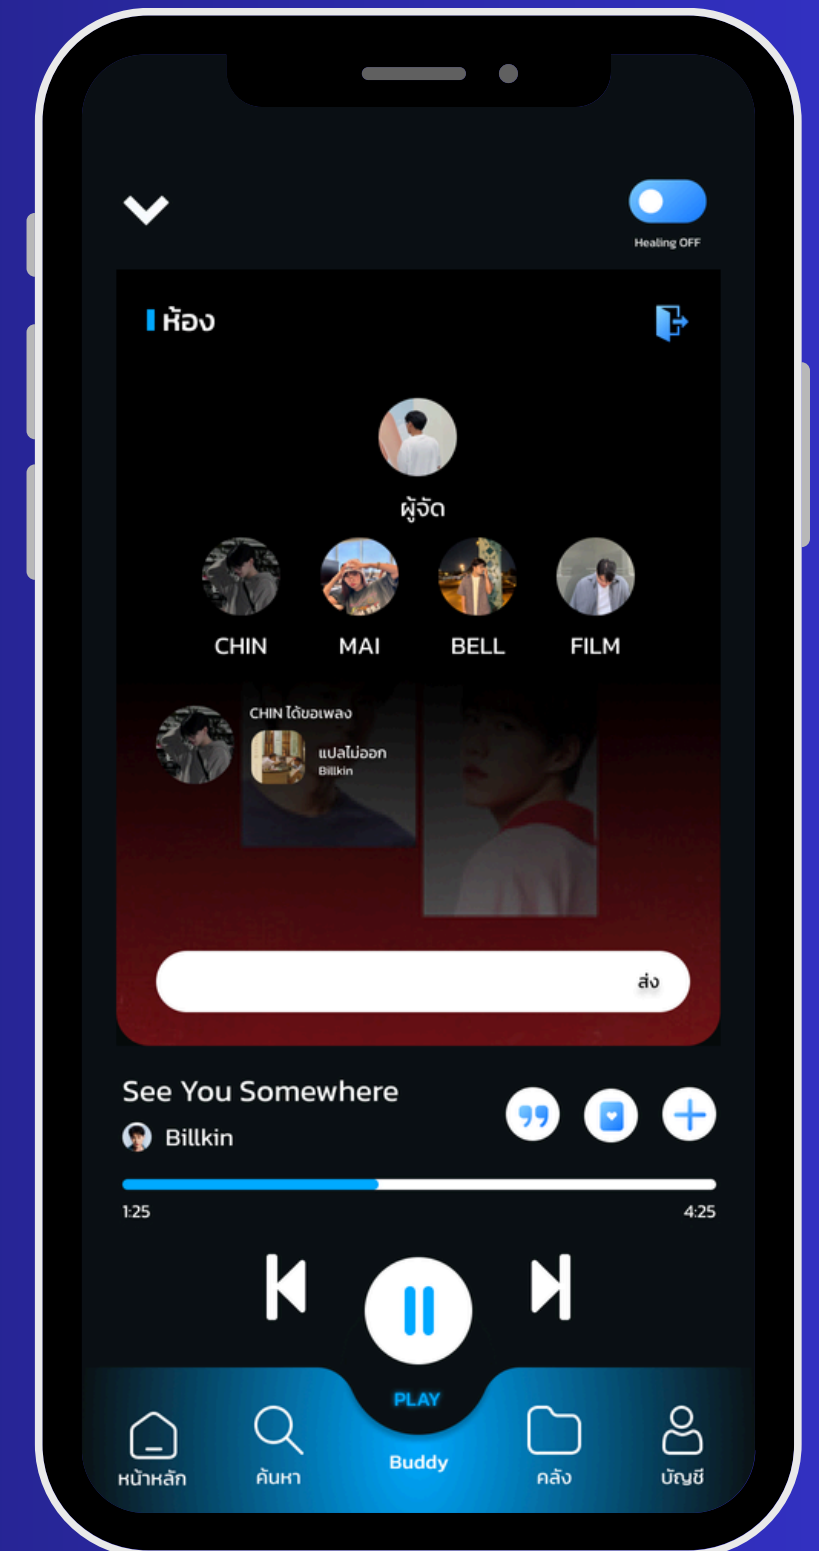 Healing OFF
ห้อง
ผู้จัด
CHIN
MAI
BELL
FILM
CHIN ได้ขอเพลง
แปลไม่ออก
Billkin
ส่ง
See You Somewhere
Billkin
1:25
4:25
PLAY
หน้าหลัก
ค้นหา
Buddy
คลัง
บัญชี